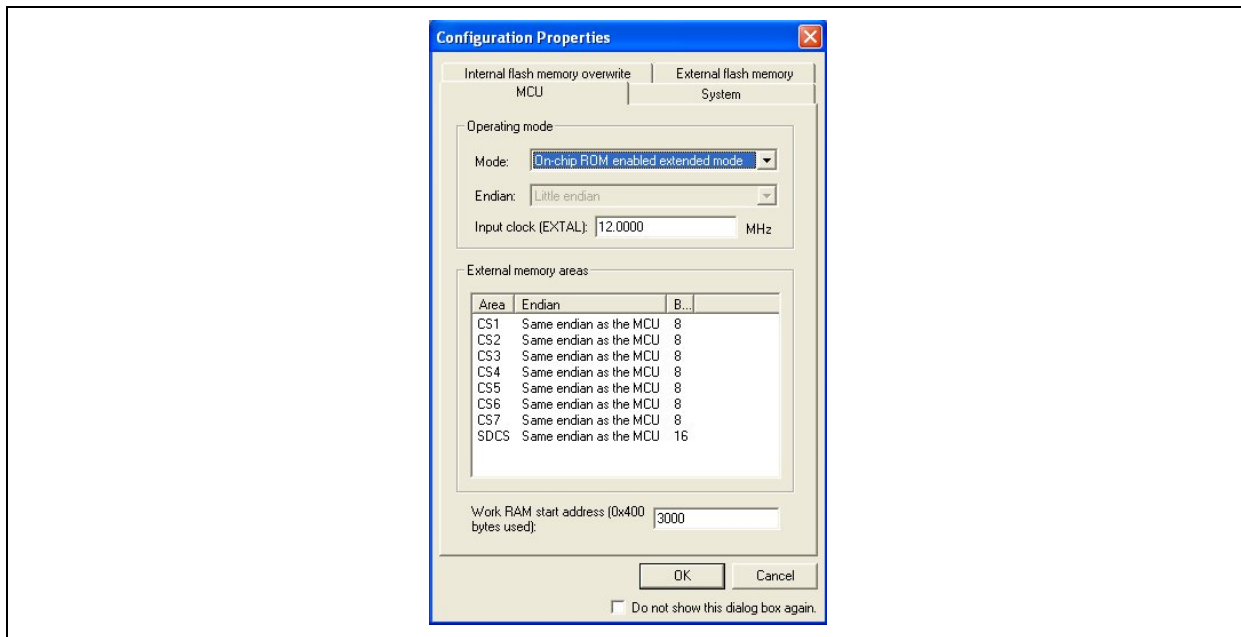 Configuration Properties
Internal flash memory overwrite External flash memory
MCU System
Operating mode
Mode: On-chip ROM enabled extended mode
Endian: Little endian
Input clock (EXTAL): 12.0000 MHz
External memory areas
Area Endian B...
CS1 Same endian as the MCU 8
CS2 Same endian as the MCU 8
CS3 Same endian as the MCU 8
CS4 Same endian as the MCU 8
CS5 Same endian as the MCU 8
CS6 Same endian as the MCU 8
CS7 Same endian as the MCU 8
SDCS Same endian as the MCU 16
Work RAM start address (0x400
bytes used): 3000
OK Cancel
Do not show this dialog box again.